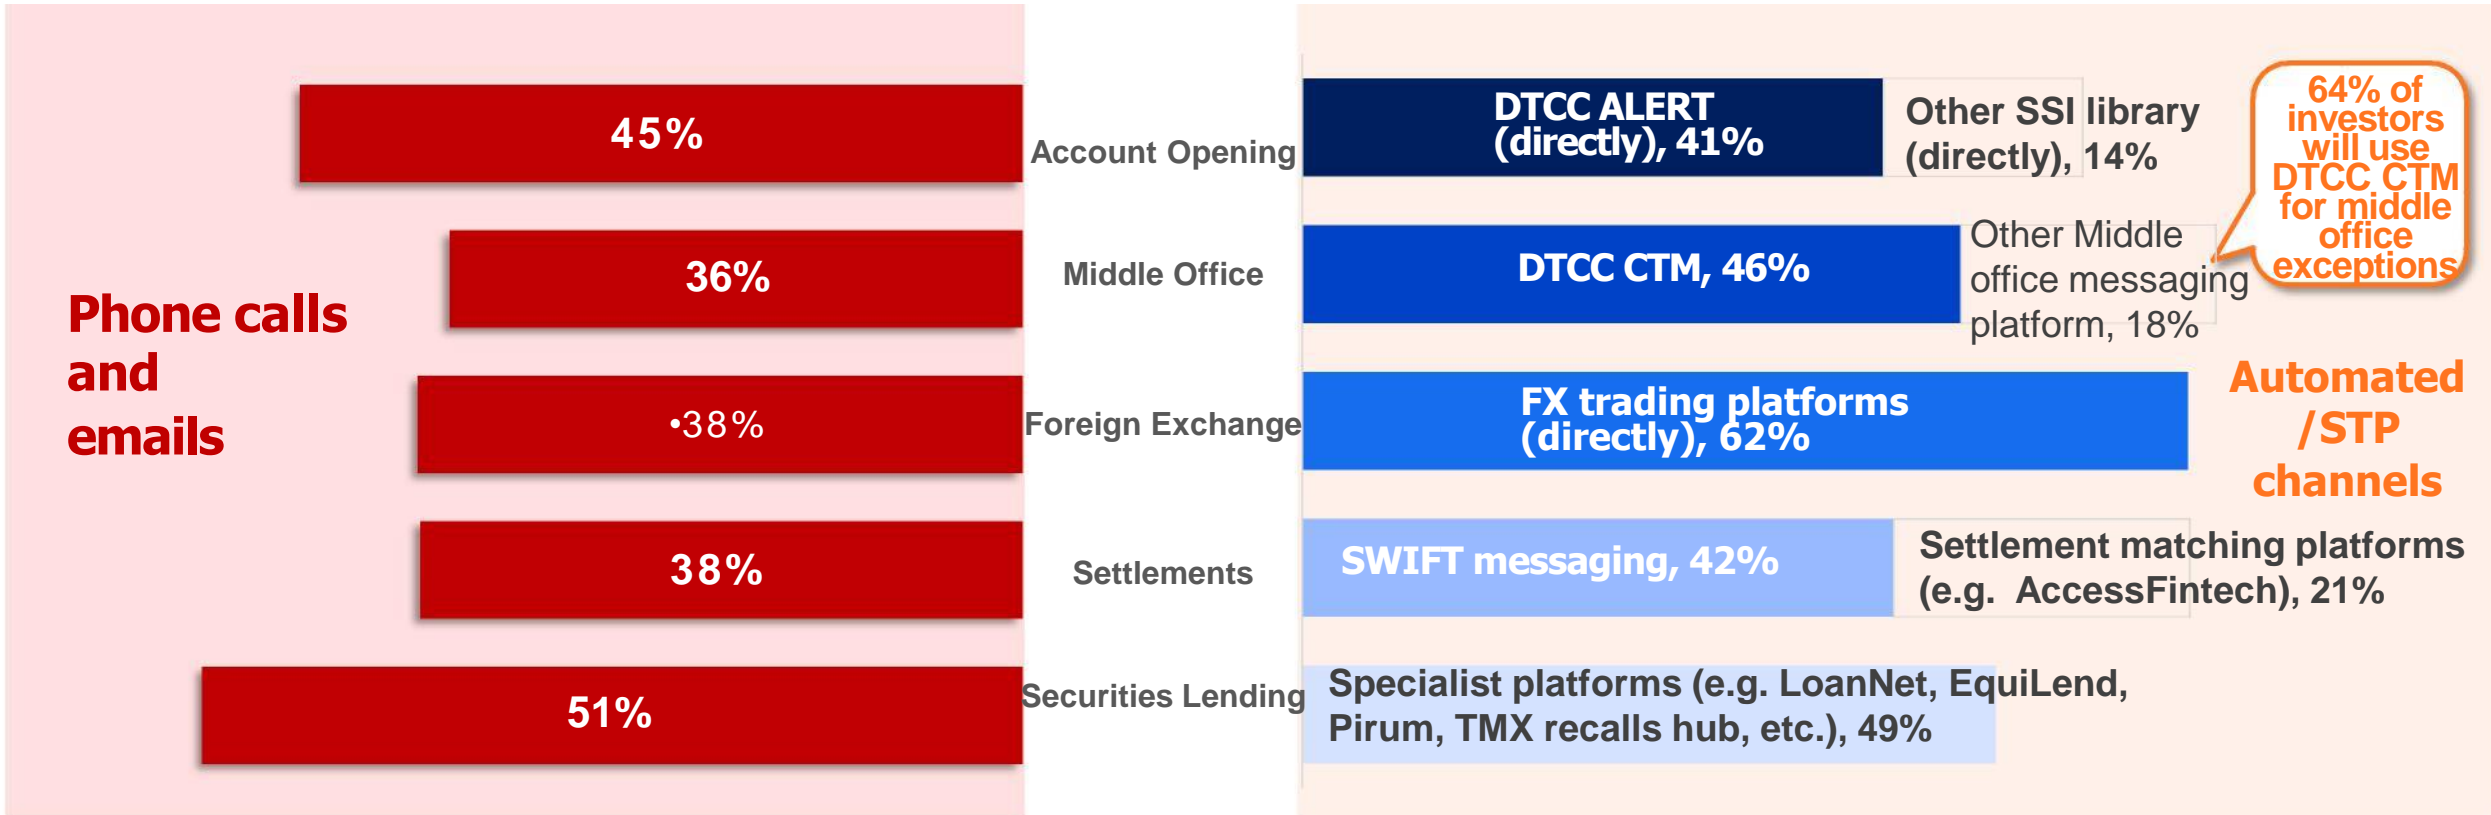 Phone calls
and
emails
45%
Account Opening
DTCC ALERT
(directly), 41%
Other SSI library
(directly), 14%
64% of
investors
will use
DTCC CTM
for middle
office
exceptions
36%
Middle Office
DTCC CTM, 46%
Other Middle
office messaging
platform, 18%
•38%
Foreign Exchange
FX trading platforms
(directly), 62%
Automated
/STP
channels
38%
Settlements
SWIFT messaging, 42%
Settlement matching platforms
(e.g. AccessFintech), 21%
51%
Securities Lending
Specialist platforms (e.g. LoanNet, EquiLend,
Pirum, TMX recalls hub, etc.), 49%